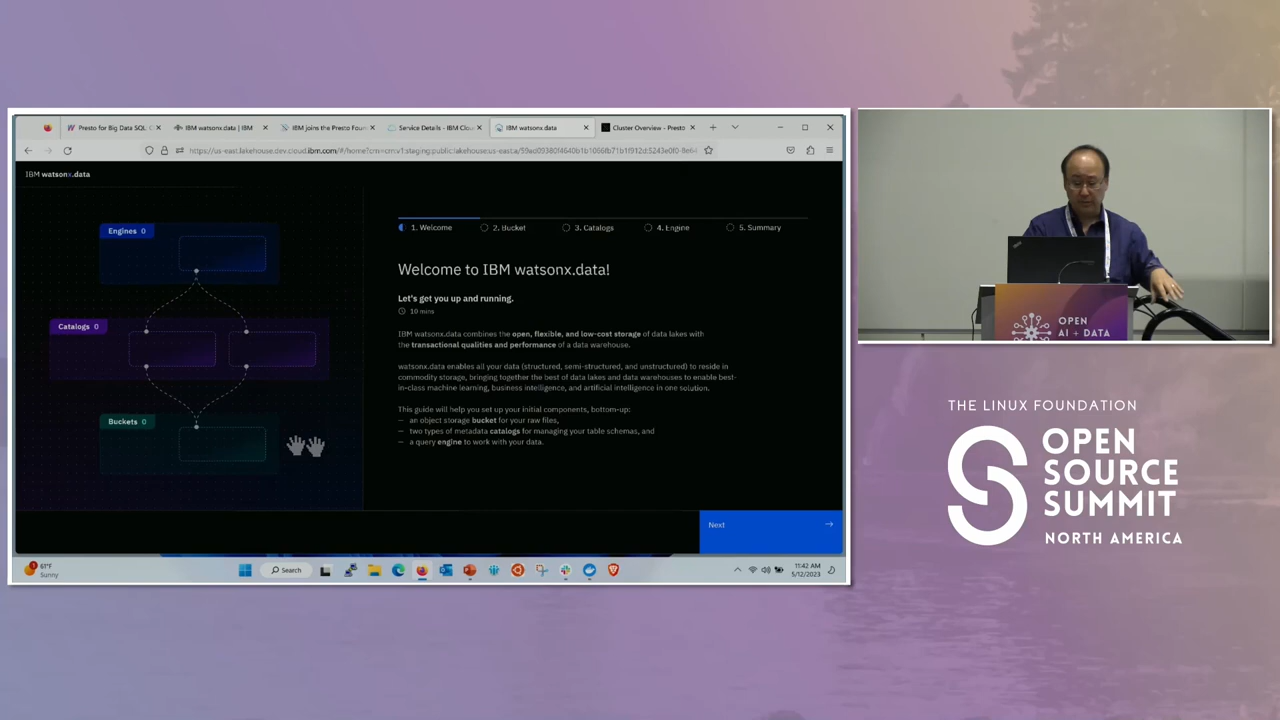 Presto for Big Data SQL:
IBM watsonx.data | IBM
IBM joins the Presto Foun
Service Details - IBM Clou
IBM watsonx.data
Cluster Overview - Presto
IBM watsonx.data
Engines 0
Catalogs 0
Buckets 0
1. Welcome
2. Bucket
3. Catalogs
4. Engine
5. Summary
Welcome to IBM watsonx.data!
Let's get you up and running.
10 mins
IBM watsonx.data combines the open, flexible, and low-cost storage of data lakes with
the transactional qualities and performance of a data warehouse.
watsonx.data enables all your data (structured, semi-structured, and unstructured) to reside in
commodity storage, bringing together the best of data lakes and data warehouses to enable best-
in-class machine learning, business intelligence, and artificial intelligence in one solution.
This guide will help you set up your initial components, bottom-up:
– an object storage bucket for your raw files,
– two types of metadata catalogs for managing your table schemas, and
– a query engine to work with your data.
Next
61°F
Sunny
Search
11:42 AM
5/12/2023
OPEN
AI + DATA
THE LINUX FOUNDATION
OPEN
SOURCE
SUMMIT
NORTH AMERICA